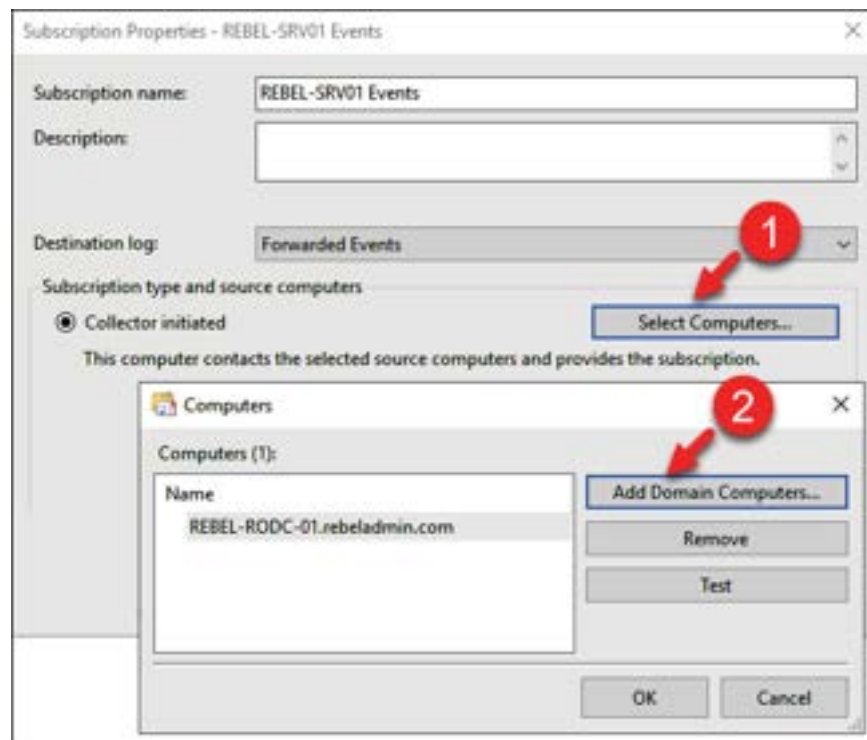 Subscription Properties - REBEL-SRV01 Events
Subscription name:
REBEL-SRV01 Events
Description:
Destination log:
Forwarded Events
1
Subscription type and source computers
Collector initiated
Select Computers...
This computer contacts the selected source computers and provides the subscription.
Computers
2
Computers (1):
Name
Add Domain Computers...
REBEL-RODC-01.rebeladmin.com
Remove
Test
OK
Cancel